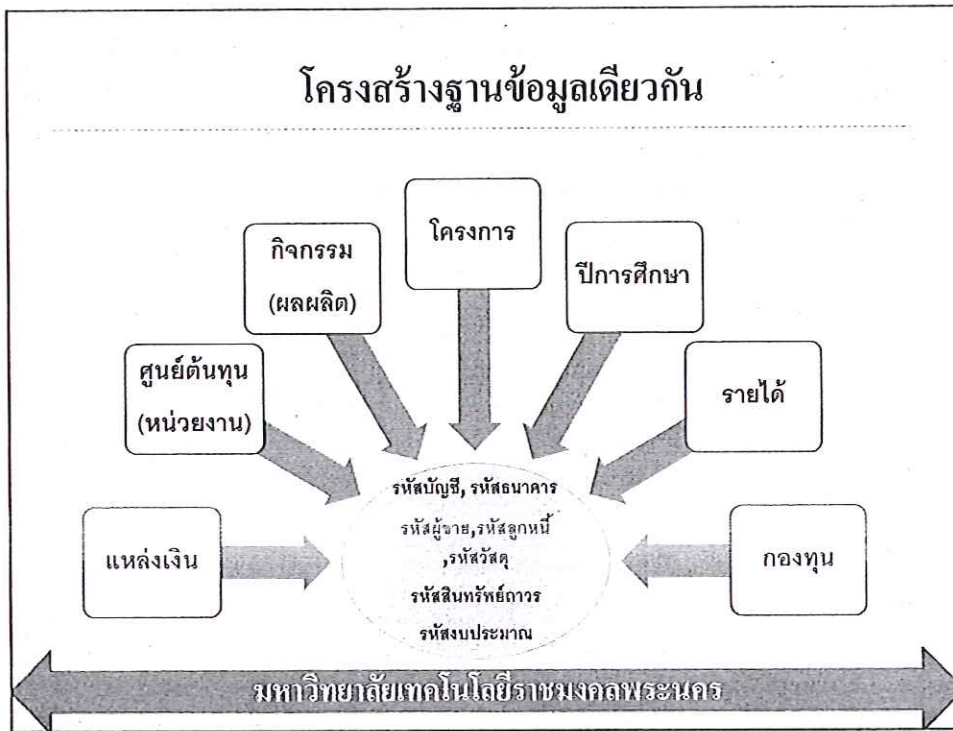 โครงสร้างฐานข้อมูลเดียวกัน
โครงการ
กิจกรรม
(ผลผลิต)
ปีการศึกษา
ศูนย์ต้นทุน
(หน่วยงาน)
รายได้
แหล่งเงิน
กองทุน
รหัสบัญชี, รหัสธนาคาร
รหัสผู้ขาย,รหัสลูกหนี้
,รหัสวัสดุ
รหัสสินทรัพย์ถาวร
รหัสงบประมาณ
มหาวิทยาลัยเทคโนโลยีราชมงคลพระนคร